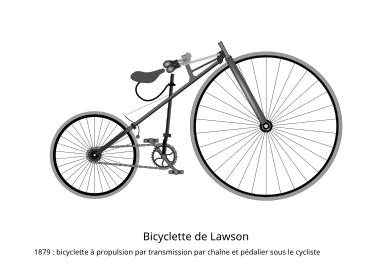 Bicyclette de Lawson
1879 : bicyclette à propulsion par transmission par chaîne et pédalier sous le cycliste